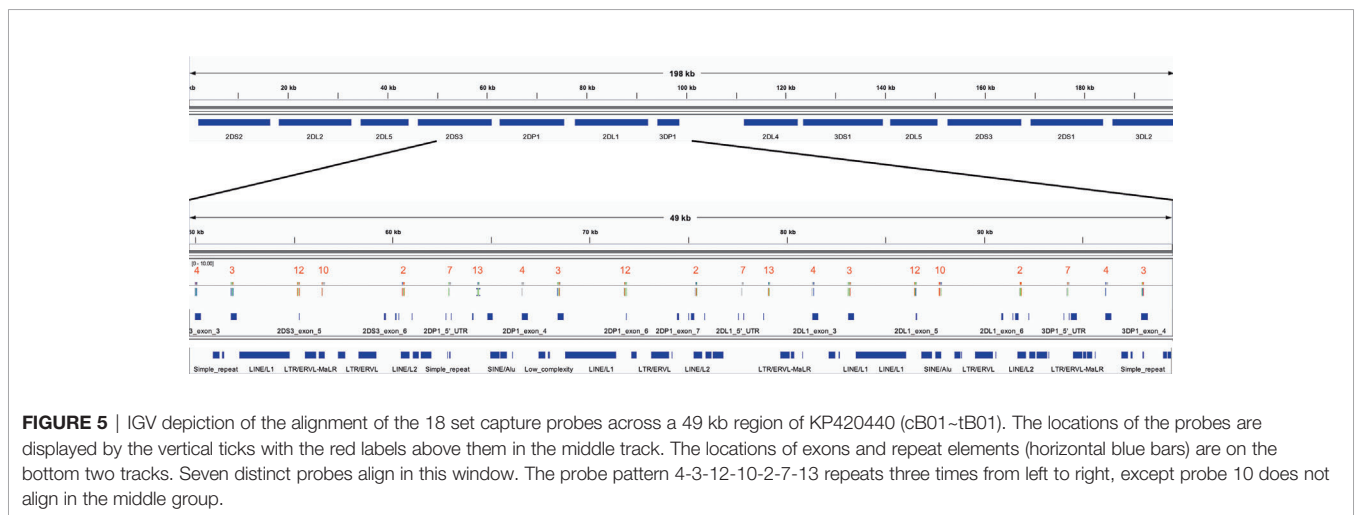 198 kb
kb 20 kb 40 kb 60 kb 80 kb 100 kb 120 kb 140 kb 160 kb 180 kb
2DS2 2DL2 2DL5 2DS3 2DP1 2DL1 3DP1 2DL4 3DS1 2DL5 2DS3 2DS1 3DL2
49 kb
50 kb 60 kb 70 kb 80 kb 90 kb
[0 - 10.00]
4 3 12 10 2 7 13 4 3 12 2 7 13 4 3 12 10 2 7 4 3
3_exon_3 2DS3_exon_5 2DS3_exon_6 2DP1_5'_UTR 2DP1_exon_4 2DP1_exon_6 2DP1_exon_7 2DL1_5'_UTR 2DL1_exon_3 2DL1_exon_5 2DL1_exon_6 3DP1_5'_UTR 3DP1_exon_4
Simple_repeat LINE/L1 LTR/ERVL-MaLR LTR/ERVL LINE/L2 Simple_repeat SINE/Alu Low_complexity LINE/L1 LTR/ERVL LINE/L2 LTR/ERVL-MaLR LINE/L1 LINE/L1 SINE/Alu LTR/ERVL LINE/L2 LTR/ERVL-MaLR Simple_repeat
FIGURE 5 | IGV depiction of the alignment of the 18 set capture probes across a 49 kb region of KP420440 (cB01~tB01). The locations of the probes are
displayed by the vertical ticks with the red labels above them in the middle track. The locations of exons and repeat elements (horizontal blue bars) are on the
bottom two tracks. Seven distinct probes align in this window. The probe pattern 4-3-12-10-2-7-13 repeats three times from left to right, except probe 10 does not
align in the middle group.